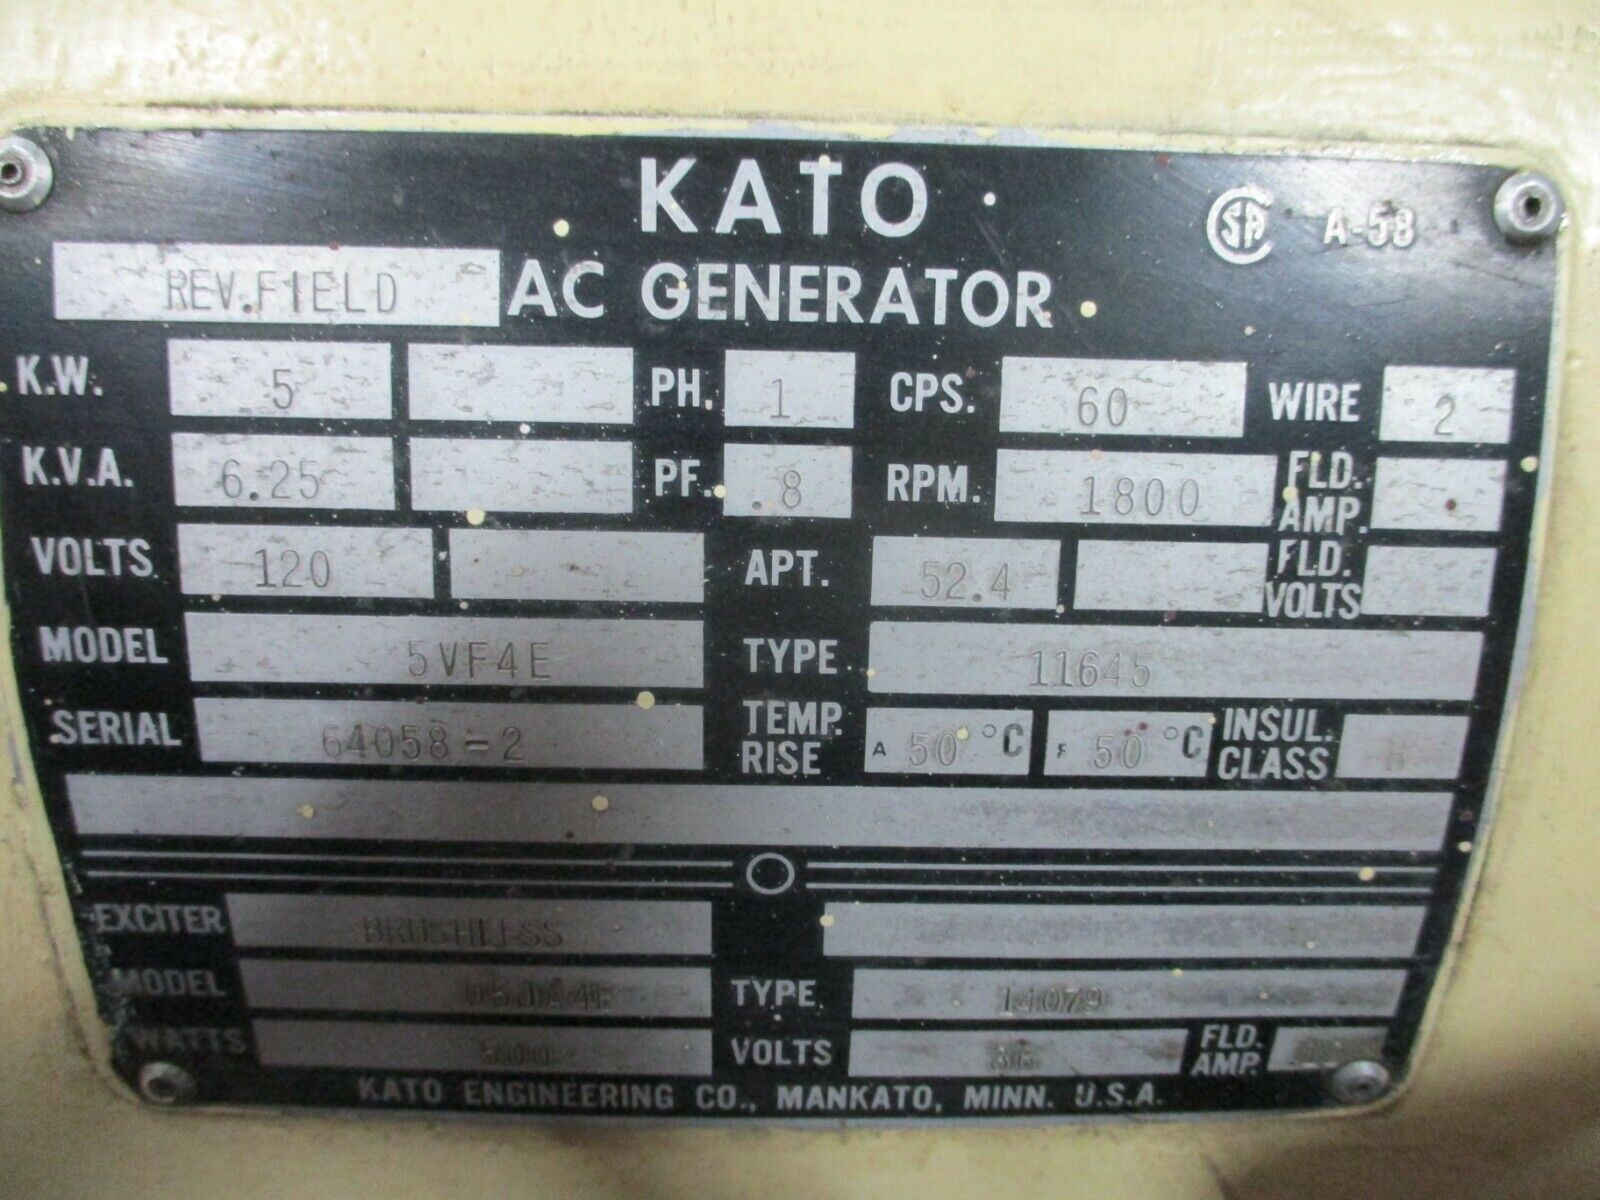 KATO
CSA A-58
REV.FIELD AC GENERATOR
K.W. 5 PH. 1 CPS. 60 WIRE 2
K.V.A. 6.25 PF. .8 RPM. 1800 FLD. AMP.
VOLTS 120 APT. 52.4 FLD. VOLTS
MODEL 5VF4E TYPE 11645
SERIAL 64058-2 TEMP. RISE A 50 °C F 50 °C INSUL. CLASS B
EXCITER BRUSHLESS
MODEL TYPE 14079
WATTS VOLTS FLD. AMP.
KATO ENGINEERING CO., MANKATO, MINN. U.S.A.